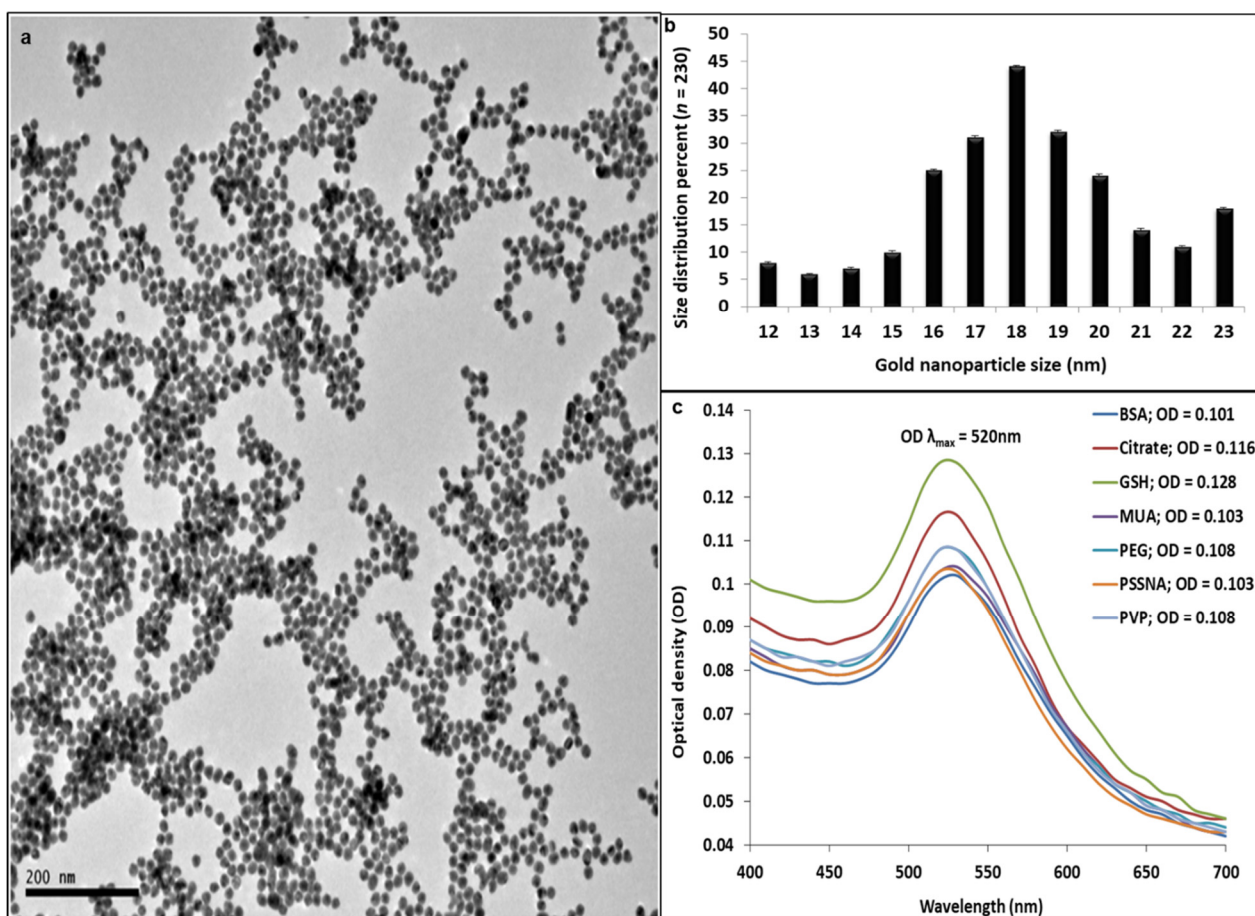 a
200 nm
b
Size distribution percent (n = 230)
50
45
40
35
30
25
20
15
10
5
0
12 13 14 15 16 17 18 19 20 21 22 23
Gold nanoparticle size (nm)
c
Optical density (OD)
0.14
0.13
0.12
0.11
0.1
0.09
0.08
0.07
0.06
0.05
0.04
OD λmax = 520nm
BSA; OD = 0.101
Citrate; OD = 0.116
GSH; OD = 0.128
MUA; OD = 0.103
PEG; OD = 0.108
PSSNA; OD = 0.103
PVP; OD = 0.108
400 450 500 550 600 650 700
Wavelength (nm)